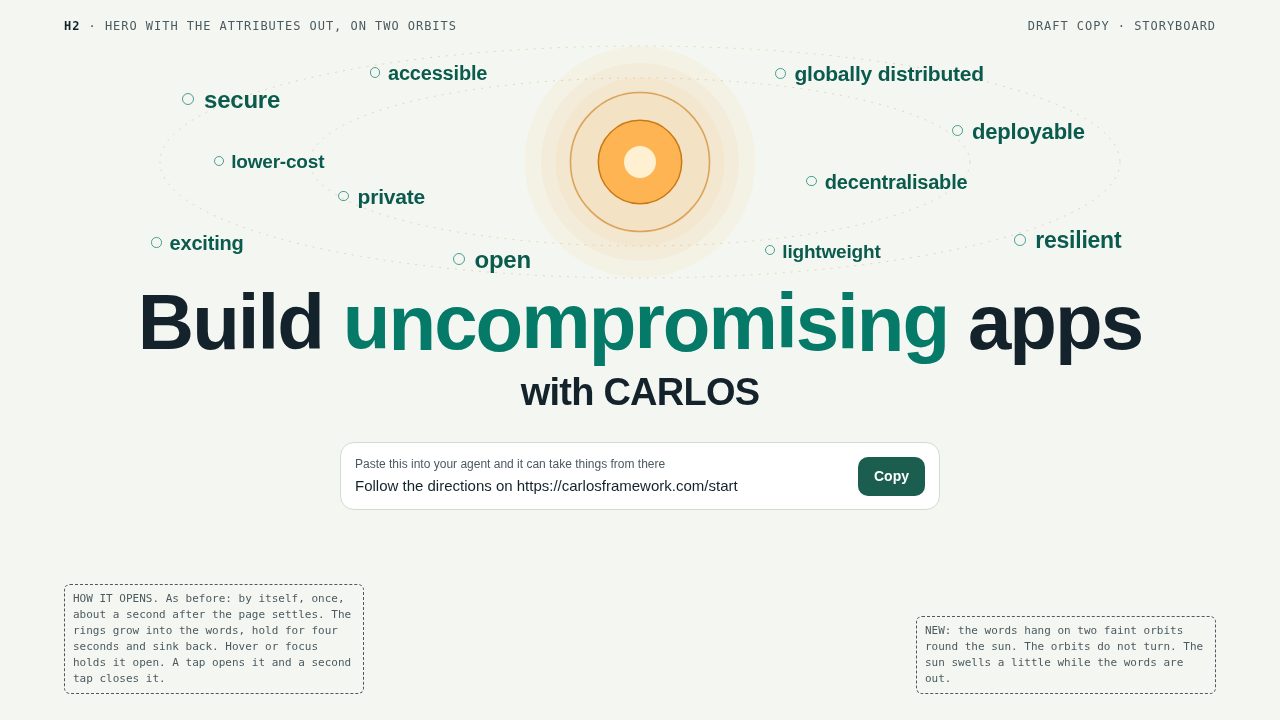 H2 · HERO WITH THE ATTRIBUTES OUT, ON TWO ORBITS
DRAFT COPY · STORYBOARD
accessible
globally distributed
secure
deployable
lower-cost
decentralisable
private
exciting
resilient
open
lightweight
Build uncompromising apps
with CARLOS
Paste this into your agent and it can take things from there
Follow the directions on https://carlosframework.com/start
Copy
HOW IT OPENS. As before: by itself, once,
about a second after the page settles. The
rings grow into the words, hold for four
seconds and sink back. Hover or focus
holds it open. A tap opens it and a second
tap closes it.
NEW: the words hang on two faint orbits
round the sun. The orbits do not turn. The
sun swells a little while the words are
out.